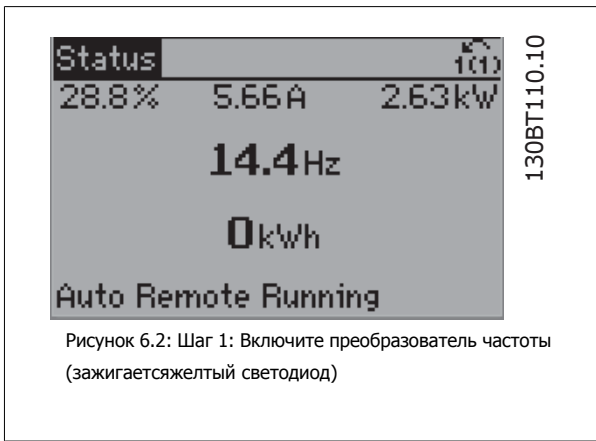 Status 1(1)
28.8% 5.66A 2.63kW
14.4Hz
0kWh
Auto Remote Running
130BT110.10
Рисунок 6.2: Шаг 1: Включите преобразователь частоты
(зажигаетсяжелтый светодиод)